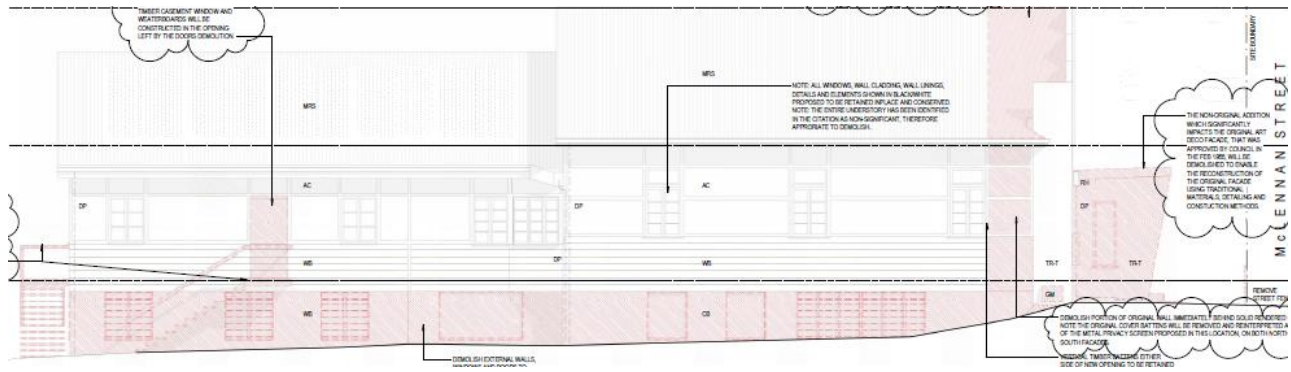 TIMBER CASEMENT WINDOW AND
WEATERBOARDS WILL BE
CONSTRUCTED IN THE OPENING
LEFT BY THE DOORS DEMOLITION
MRS
MRS
NOTE: ALL WINDOWS, WALL CLADDING, WALL LININGS,
DETAILS AND ELEMENTS SHOWN IN BLACK/WHITE
PROPOSED TO BE RETAINED INPLACE AND CONSERVED.
NOTE: THE ENTIRE UNDERSTORY HAS BEEN IDENTIFIED
IN THE CITATION AS NON-SIGNIFICANT, THEREFORE
APPROPRIATE TO DEMOLISH.
SITE BOUNDARY
McLENNAN STREET
THE NON-ORIGINAL ADDITION
WHICH SIGNIFICANTLY
IMPACTS THE ORIGINAL ART
DECO FACADE, THAT WAS
APPROVED BY COUNCIL IN
THE FEB 1988, WILL BE
DEMOLISHED TO ENABLE
THE RECONSTRUCTION OF
THE ORIGINAL FACADE
USING TRADITIONAL
MATERIALS, DETAILING AND
CONSTUCTION METHODS.
AC
AC
RH
DP
DP
DP
DP
DP
WB
WB
TR-T
TR-T
GM
REMOVE
STREET FEN
WB
CB
DEMOLISH PORTION OF ORIGINAL WALL IMMEDIATELY BEHIND SOLID RENDERED
NOTE THE ORIGINAL COVER BATTENS WILL BE REMOVED AND REINTERPRETED A
OF THE METAL PRIVACY SCREEN PROPOSED IN THIS LOCATION, ON BOTH NORTH
SOUTH FACADES.
VERTICAL TIMBER BATTENS EITHER
SIDE OF NEW OPENING TO BE RETAINED
DEMOLISH EXTERNAL WALLS,
WINDOWS AND DOORS TO